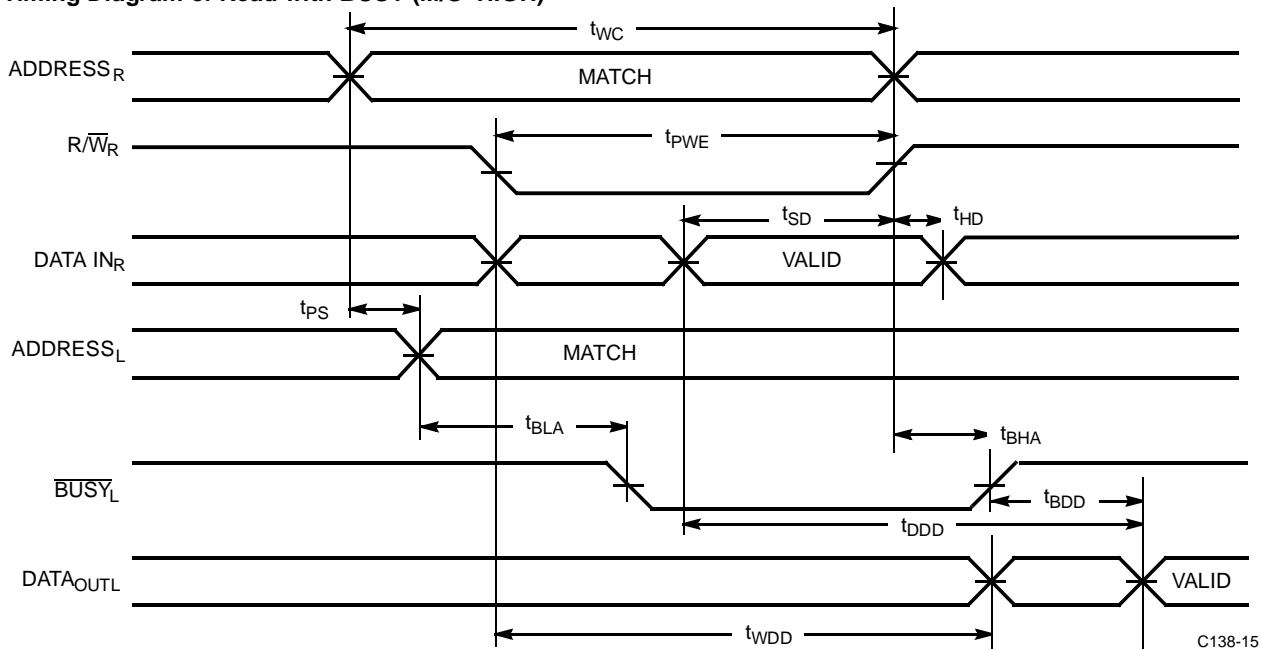 Timing Diagram of Read with BUSY (M/S=HIGH)
tWC
ADDRESSR
MATCH
R/WR
tPWE
tSD
tHD
DATA INR
VALID
tPS
ADDRESSL
MATCH
tBLA
tBHA
BUSYL
tBDD
tDDD
DATAOUTL
VALID
tWDD
C138-15